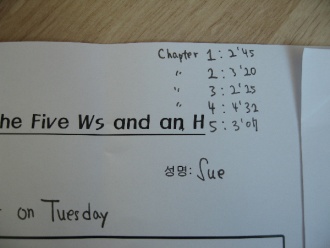 Chapter 1 : 2'45
" 2 : 3'20
" 3 : 2'25
" 4 : 4'32
he Five Ws and an H 5 : 3'07
성명: Sue
on Tuesday